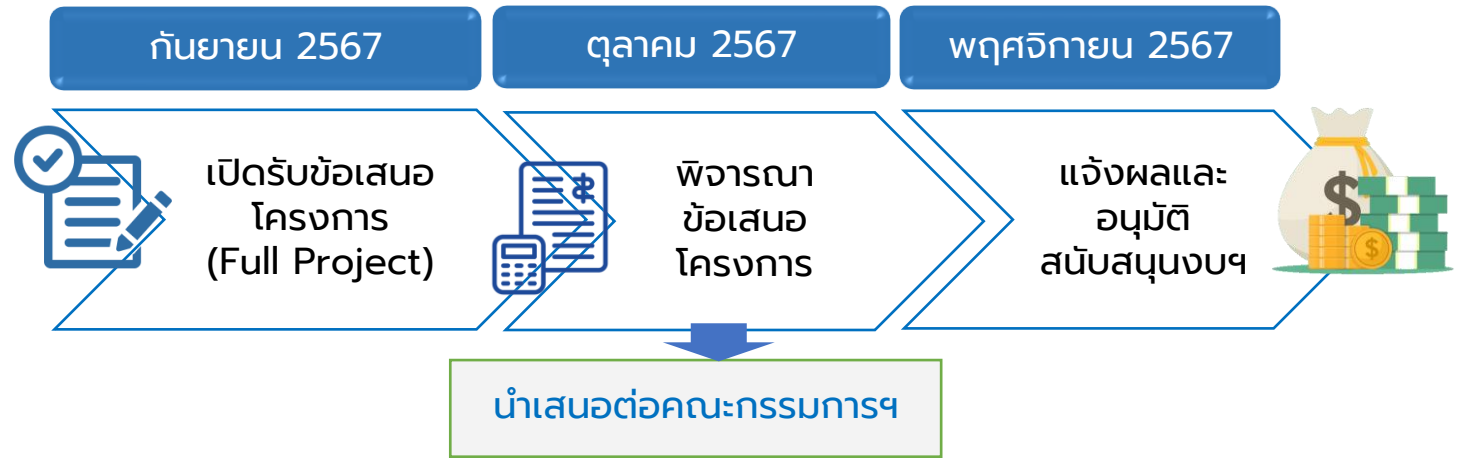 กันยายน 2567
ตุลาคม 2567
พฤศจิกายน 2567
เปิดรับข้อเสนอ
โครงการ
(Full Project)
พิจารณา
ข้อเสนอ
โครงการ
แจ้งผลและ
อนุมัติ
สนับสนุนงบฯ
นำเสนอต่อคณะกรรมการฯ